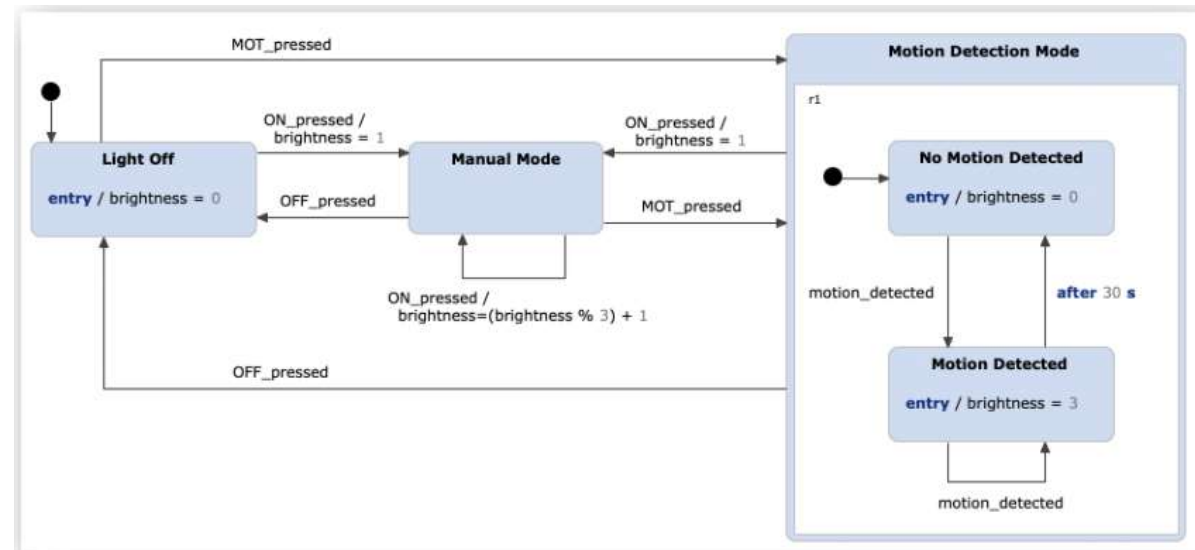 MOT_pressed
Motion Detection Mode
r1
ON_pressed /
brightness = 1
ON_pressed /
brightness = 1
Light Off
entry / brightness = 0
Manual Mode
No Motion Detected
entry / brightness = 0
OFF_pressed
MOT_pressed
motion_detected
after 30 s
ON_pressed /
brightness=(brightness % 3) + 1
OFF_pressed
Motion Detected
entry / brightness = 3
motion_detected